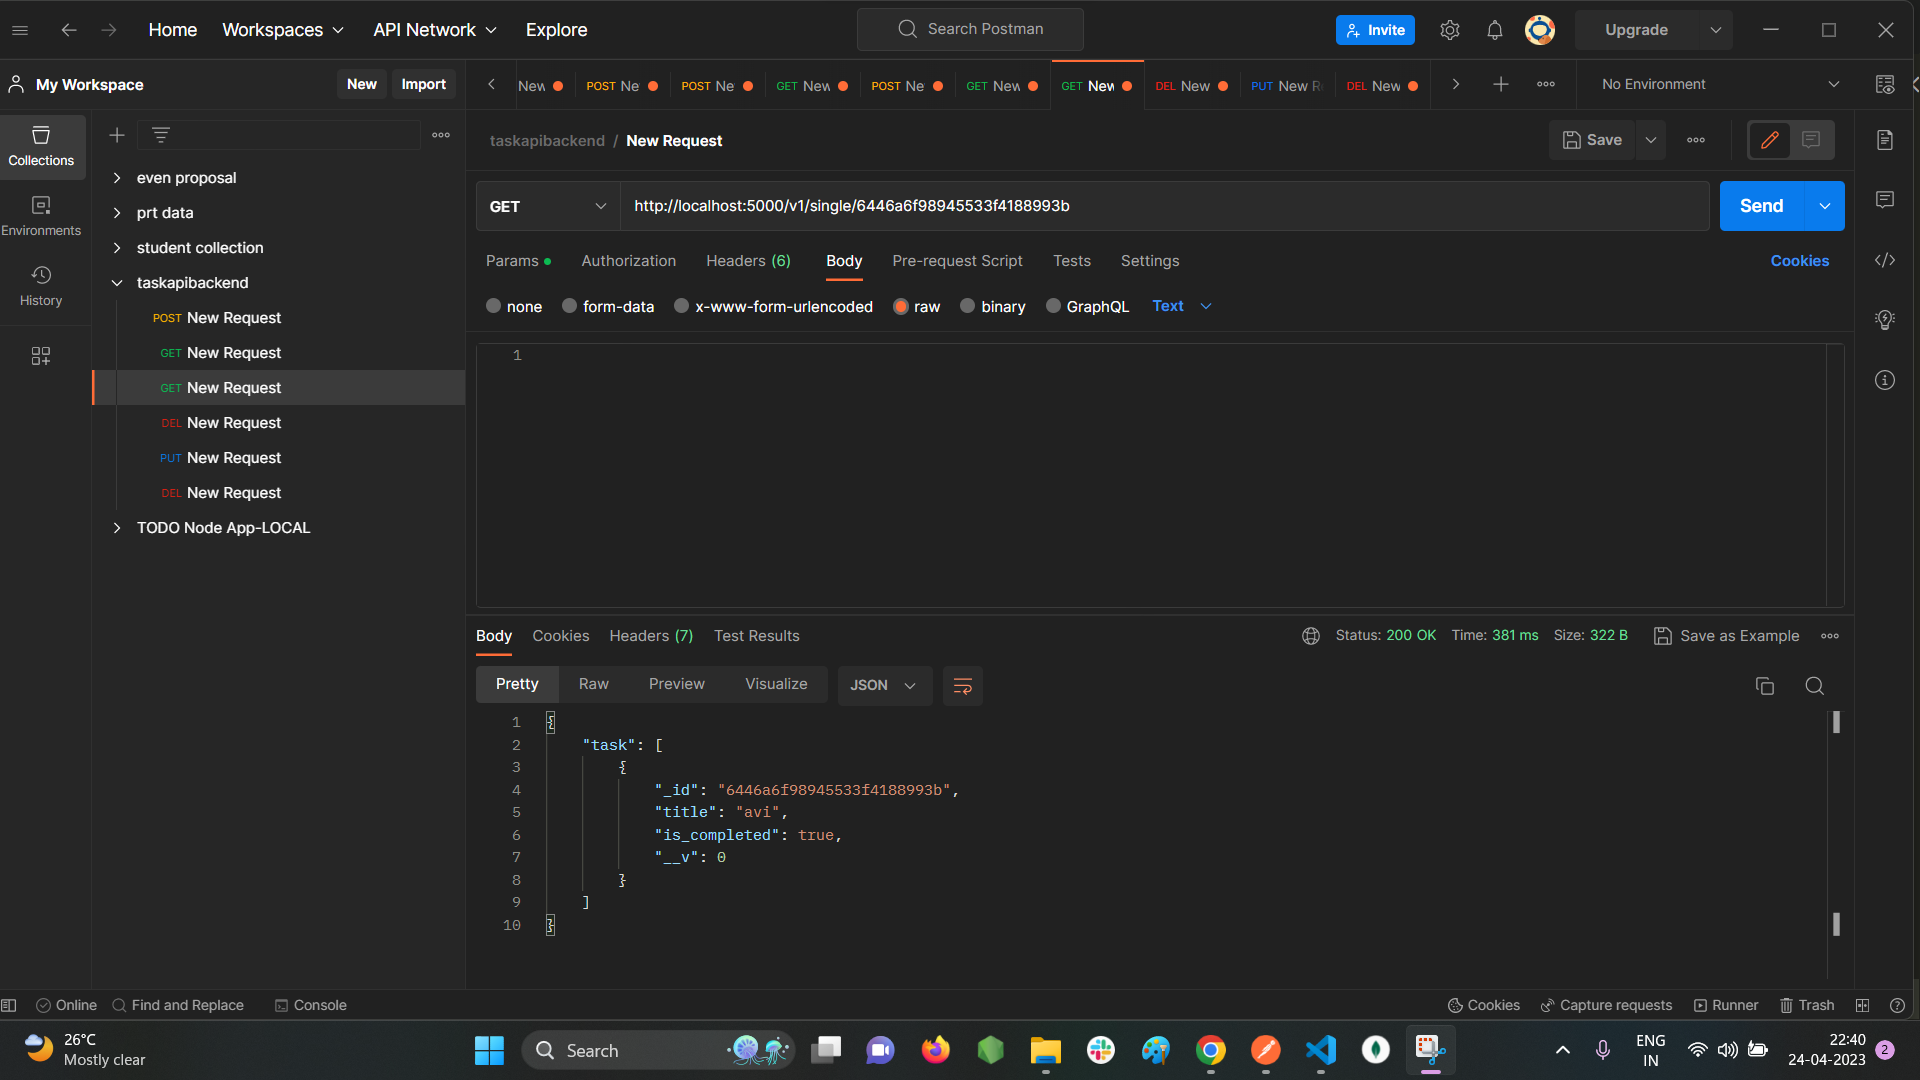 Home Workspaces API Network Explore Search Postman Invite Upgrade
My Workspace New Import
New POST Ne POST Ne GET New POST Ne GET New GET New DEL New PUT New R DEL New No Environment
Collections
Environments
History
even proposal
prt data
student collection
taskapibackend
POST New Request
GET New Request
GET New Request
DEL New Request
PUT New Request
DEL New Request
TODO Node App-LOCAL
taskapibackend / New Request Save
GET http://localhost:5000/v1/single/6446a6f98945533f4188993b Send
Params Authorization Headers (6) Body Pre-request Script Tests Settings Cookies
none form-data x-www-form-urlencoded raw binary GraphQL Text
1
Body Cookies Headers (7) Test Results Status: 200 OK Time: 381 ms Size: 322 B Save as Example
Pretty Raw Preview Visualize JSON
1 {
2 "task": [
3 {
4 "_id": "6446a6f98945533f4188993b",
5 "title": "avi",
6 "is_completed": true,
7 "__v": 0
8 }
9 ]
10 }
Online Find and Replace Console Cookies Capture requests Runner Trash
26°C
Mostly clear
Search
ENG
IN
22:40
24-04-2023
2